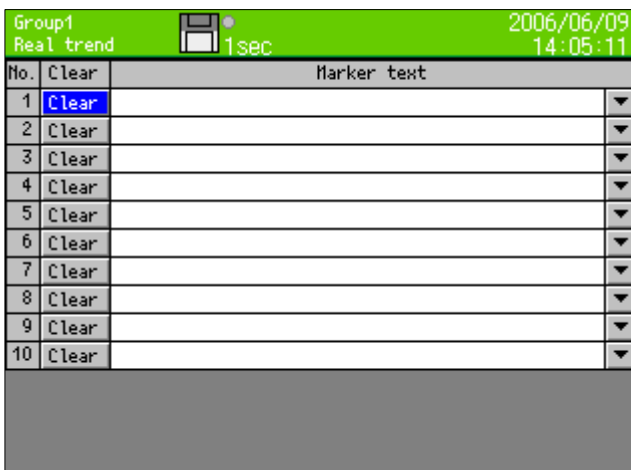 Group1
Real trend
1sec
2006/06/09
14:05:11
No. Clear Marker text
1 Clear
2 Clear
3 Clear
4 Clear
5 Clear
6 Clear
7 Clear
8 Clear
9 Clear
10 Clear